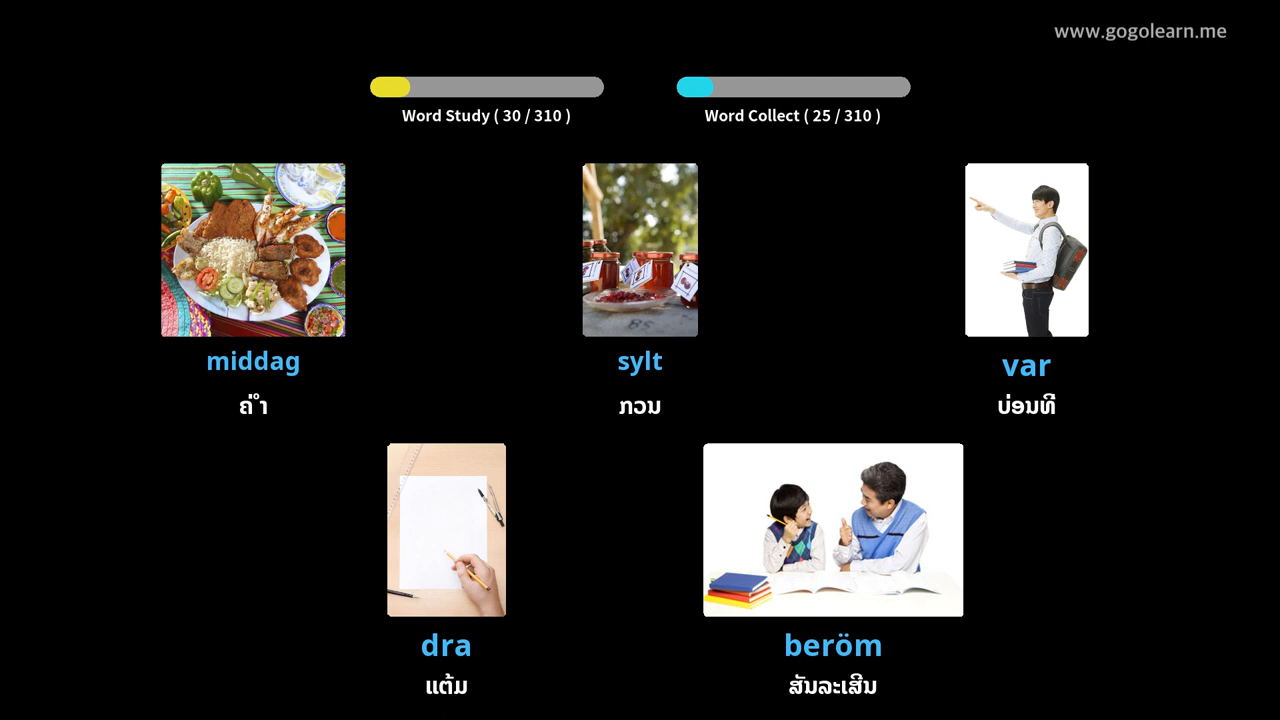 www.gogolearn.me
Word Study ( 30 / 310 )
Word Collect ( 25 / 310 )
middag
sylt
var
ຄ່ໍາ
ກວນ
ບ່ອນທີ
dra
beröm
ແຕ້ມ
ສັນລະເສີນ